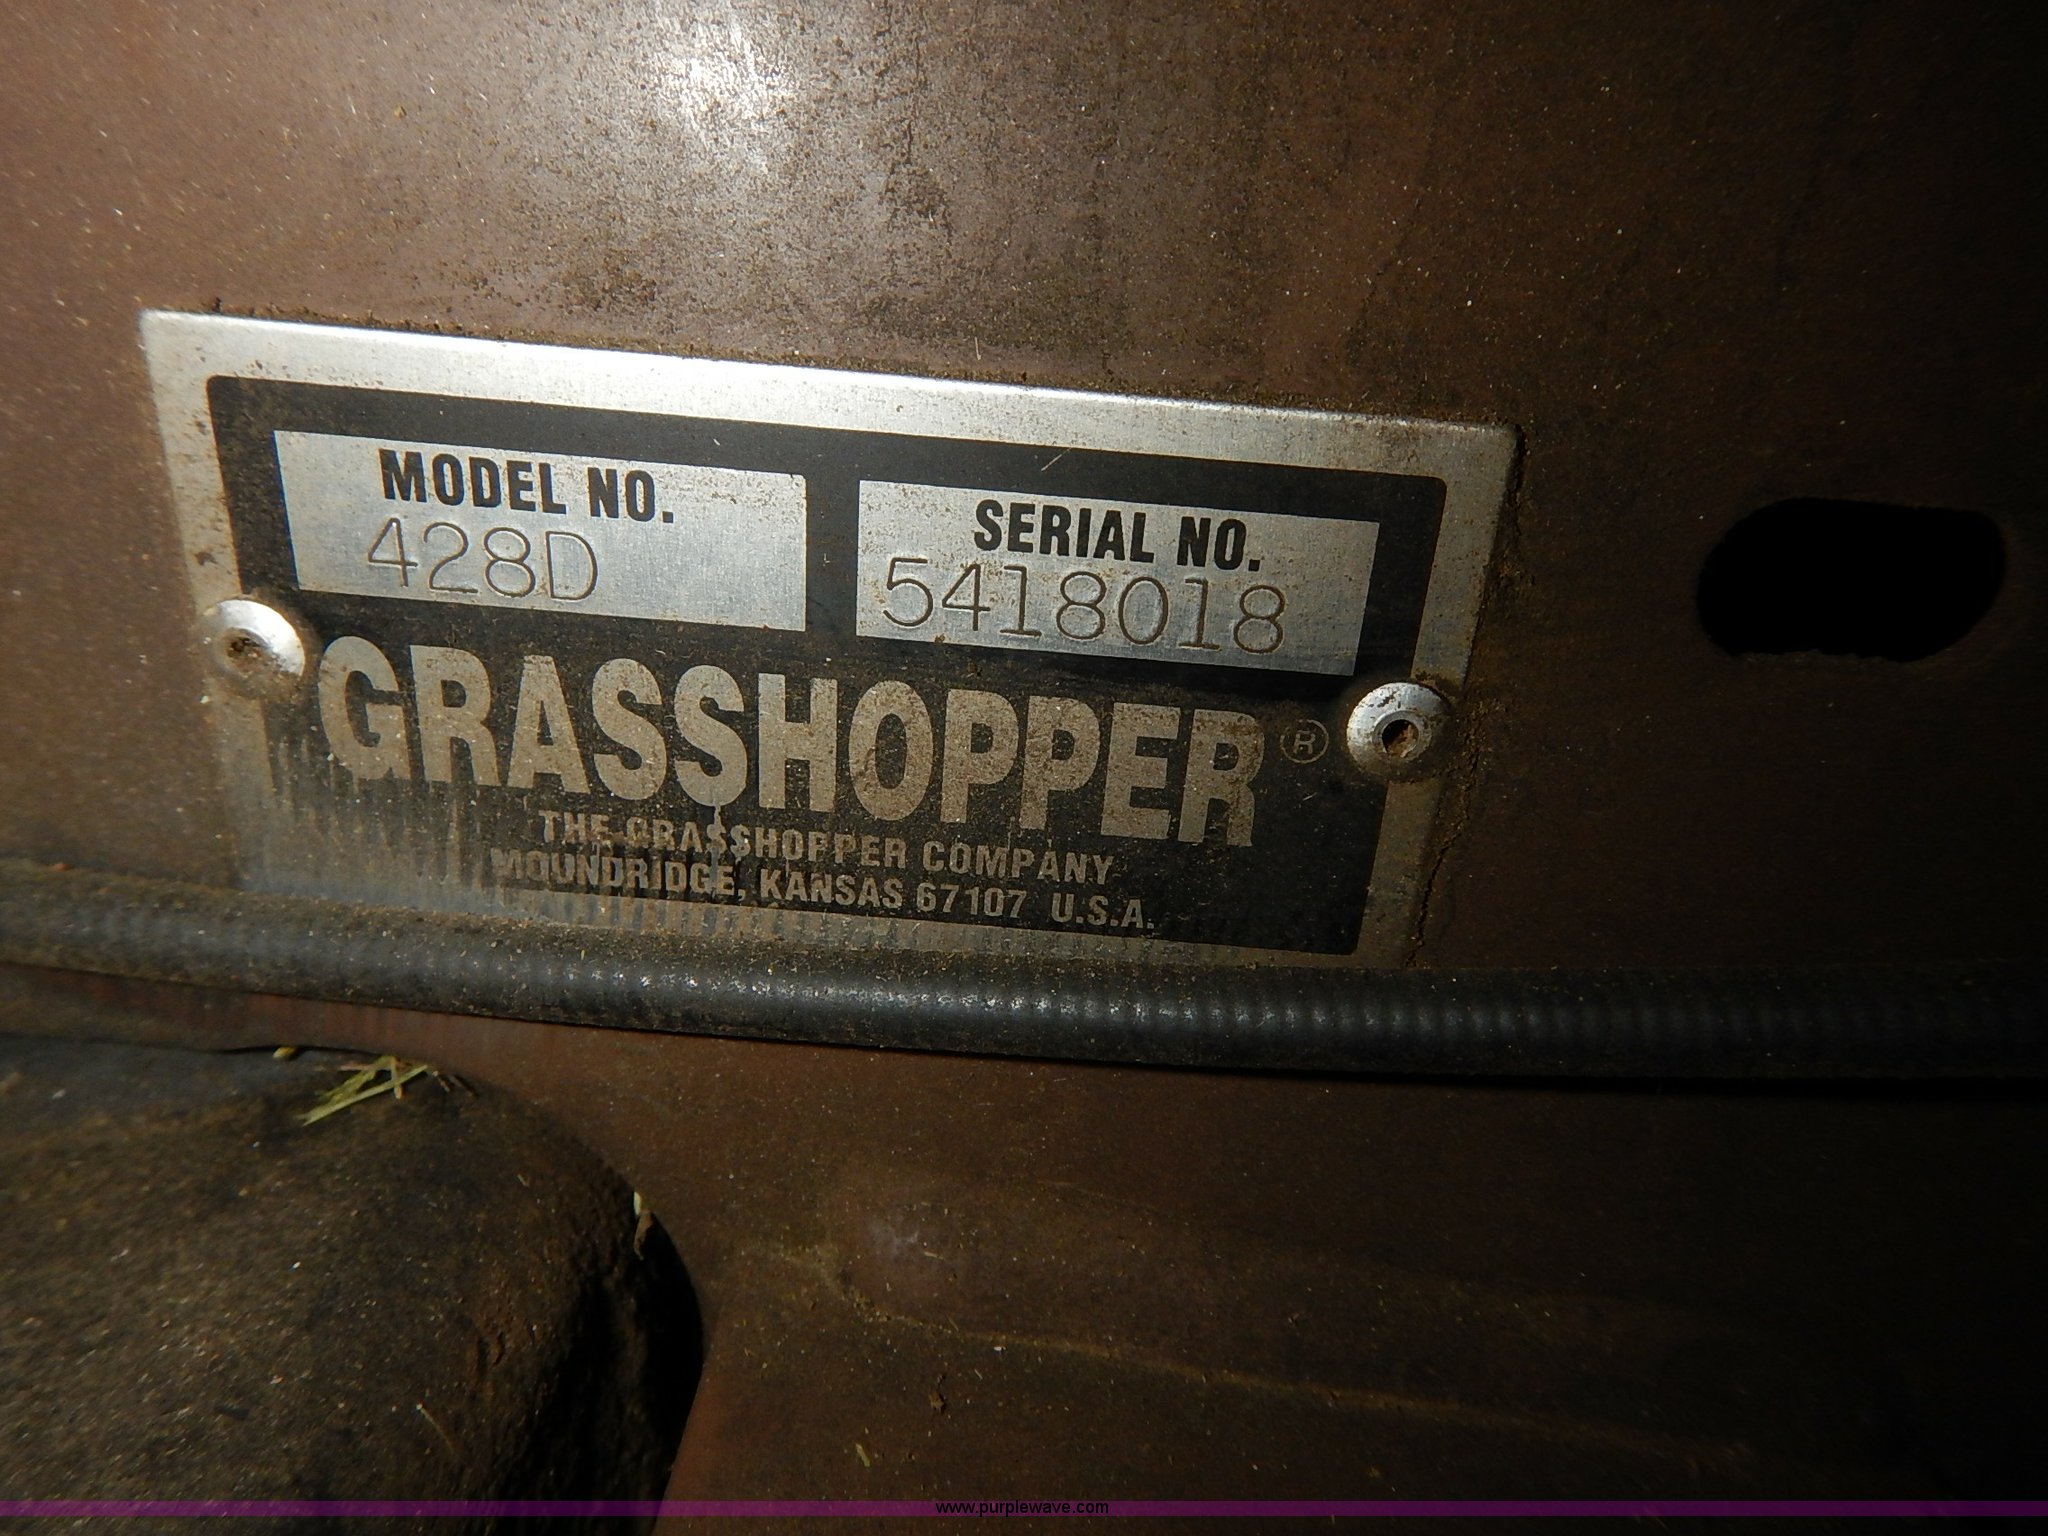 MODEL NO.
428D
SERIAL NO.
5418018
GRASSHOPPER®
THE GRASSHOPPER COMPANY
MOUNDRIDGE, KANSAS 67107 U.S.A.
www.purplewave.com